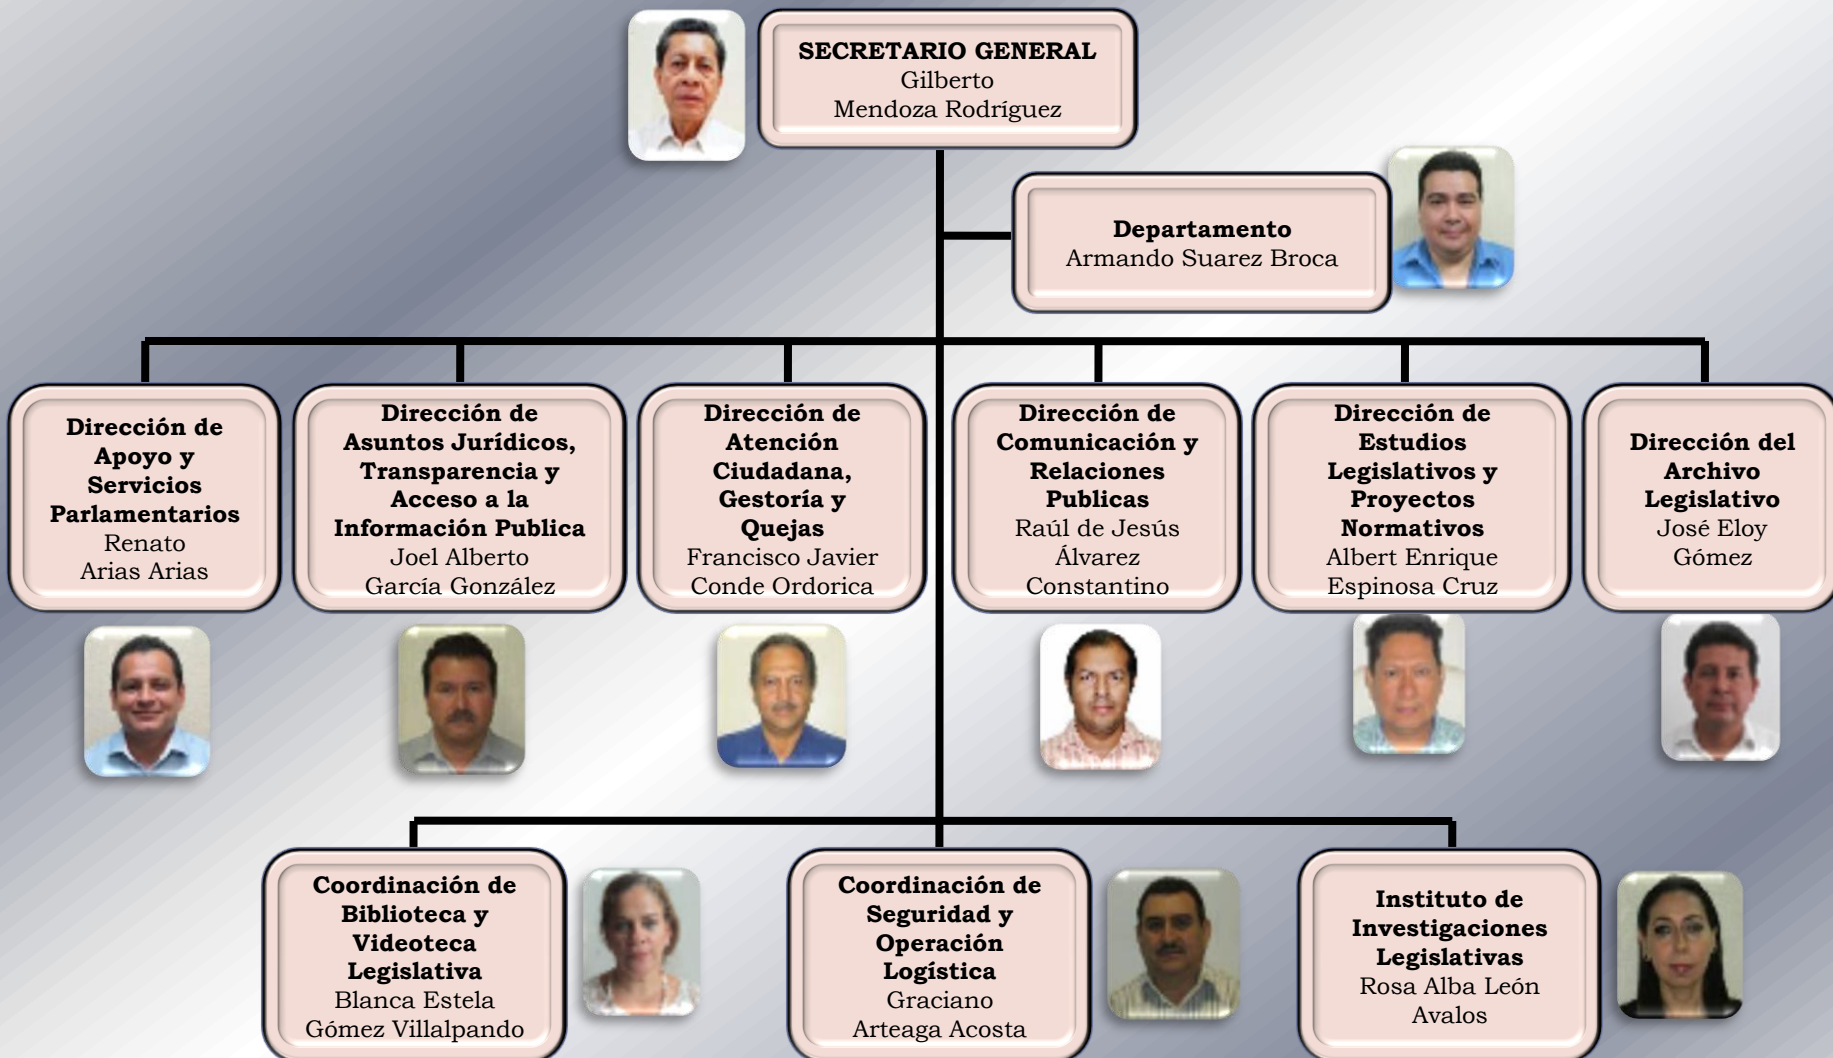 SECRETARIO GENERAL
Gilberto
Mendoza Rodríguez
Departamento
Armando Suarez Broca
Dirección de
Apoyo y
Servicios
Parlamentarios
Renato
Arias Arias
Dirección de
Asuntos Jurídicos,
Transparencia y
Acceso a la
Información Publica
Joel Alberto
García González
Dirección de
Atención
Ciudadana,
Gestoría y
Quejas
Francisco Javier
Conde Ordorica
Dirección de
Comunicación y
Relaciones
Publicas
Raúl de Jesús
Álvarez
Constantino
Dirección de
Estudios
Legislativos y
Proyectos
Normativos
Albert Enrique
Espinosa Cruz
Dirección del
Archivo
Legislativo
José Eloy
Gómez
Coordinación de
Biblioteca y
Videoteca
Legislativa
Blanca Estela
Gómez Villalpando
Coordinación de
Seguridad y
Operación
Logística
Graciano
Arteaga Acosta
Instituto de
Investigaciones
Legislativas
Rosa Alba León
Avalos